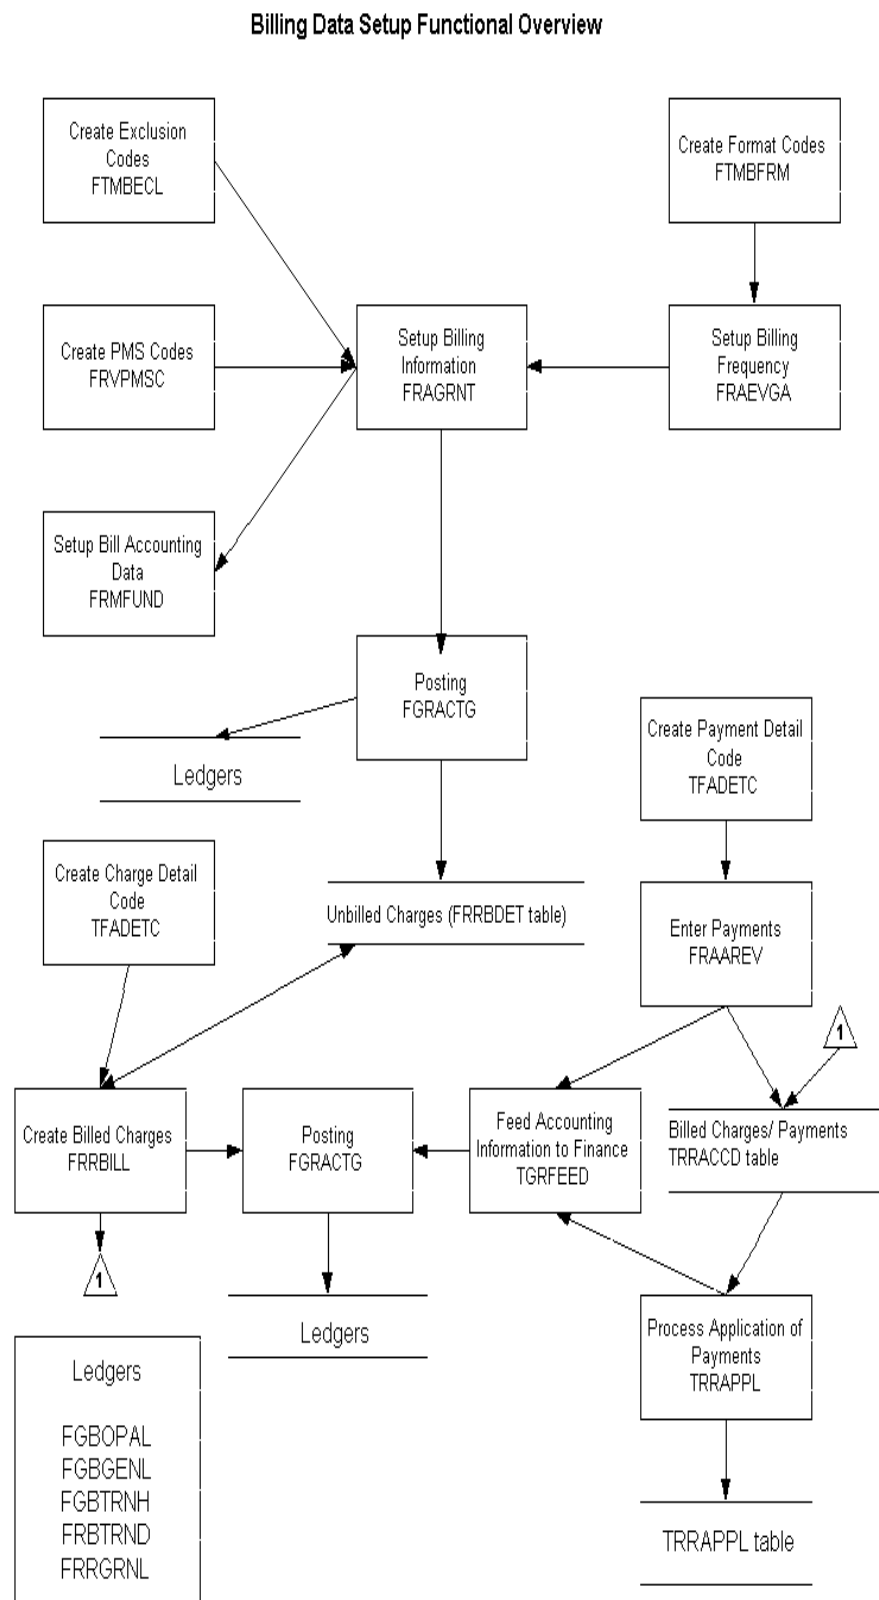 Billing Data Setup Functional Overview
Create Exclusion
Codes
FTMBECL
Create Format Codes
FTMBFRM
Create PMS Codes
FRVPMSC
Setup Billing
Information
FRAGRNT
Setup Billing
Frequency
FRAEVGA
Setup Bill Accounting
Data
FRMFUND
Posting
FGRACTG
Ledgers
Create Payment Detail
Code
TFADETC
Create Charge Detail
Code
TFADETC
Unbilled Charges (FRRBDET table)
Enter Payments
FRAAREV
1
Create Billed Charges
FRRBILL
Posting
FGRACTG
Feed Accounting
Information to Finance
TGRFEED
Billed Charges/ Payments
TRRACCD table
1
Ledgers
Process Application of
Payments
TRRAPPL
Ledgers
FGBOPAL
FGBGENL
FGBTRNH
FRBTRND
FRRGRNL
TRRAPPL table